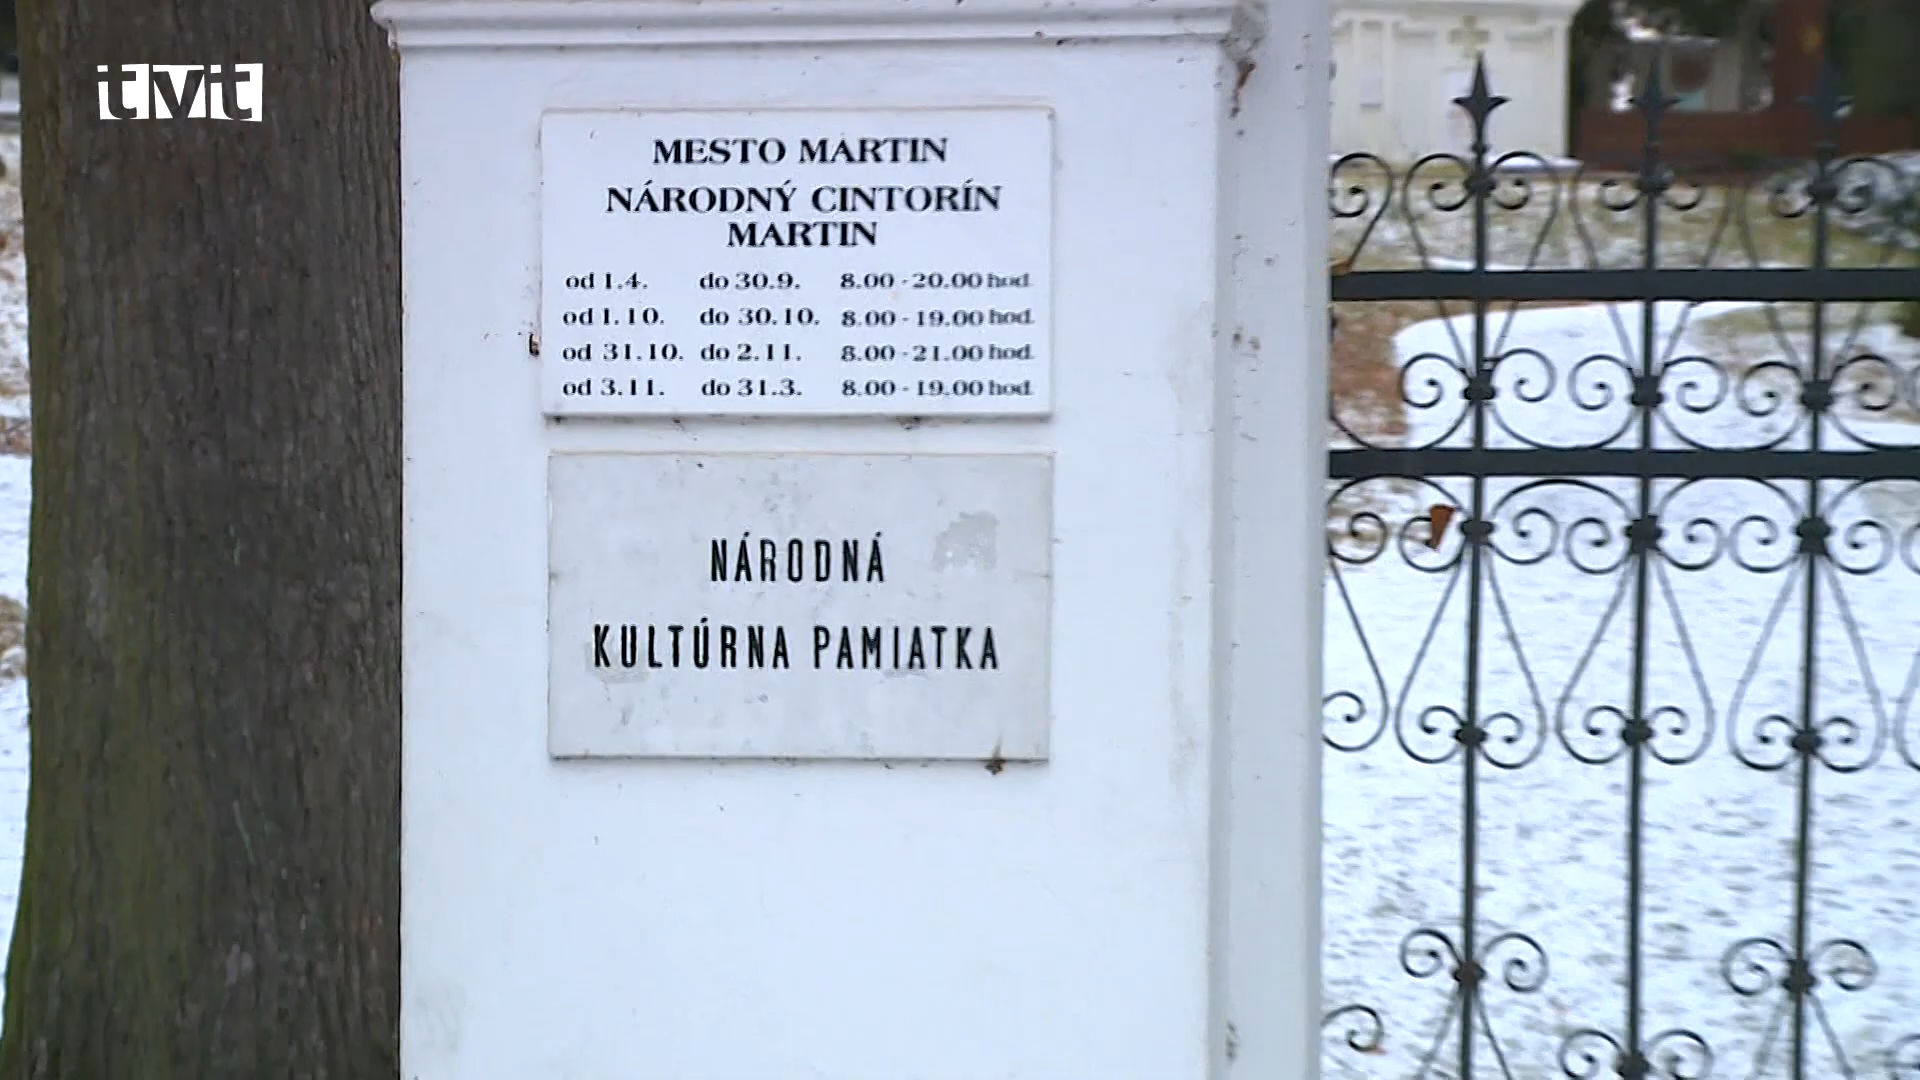 tvt
MESTO MARTIN
NÁRODNÝ CINTORÍN
MARTIN
od 1.4. do 30.9. 8.00 - 20.00 hod.
od 1.10. do 30.10. 8.00 - 19.00 hod.
od 31.10. do 2.11. 8.00 - 21.00 hod.
od 3.11. do 31.3. 8.00 - 19.00 hod.
NÁRODNÁ
KULTÚRNA PAMIATKA